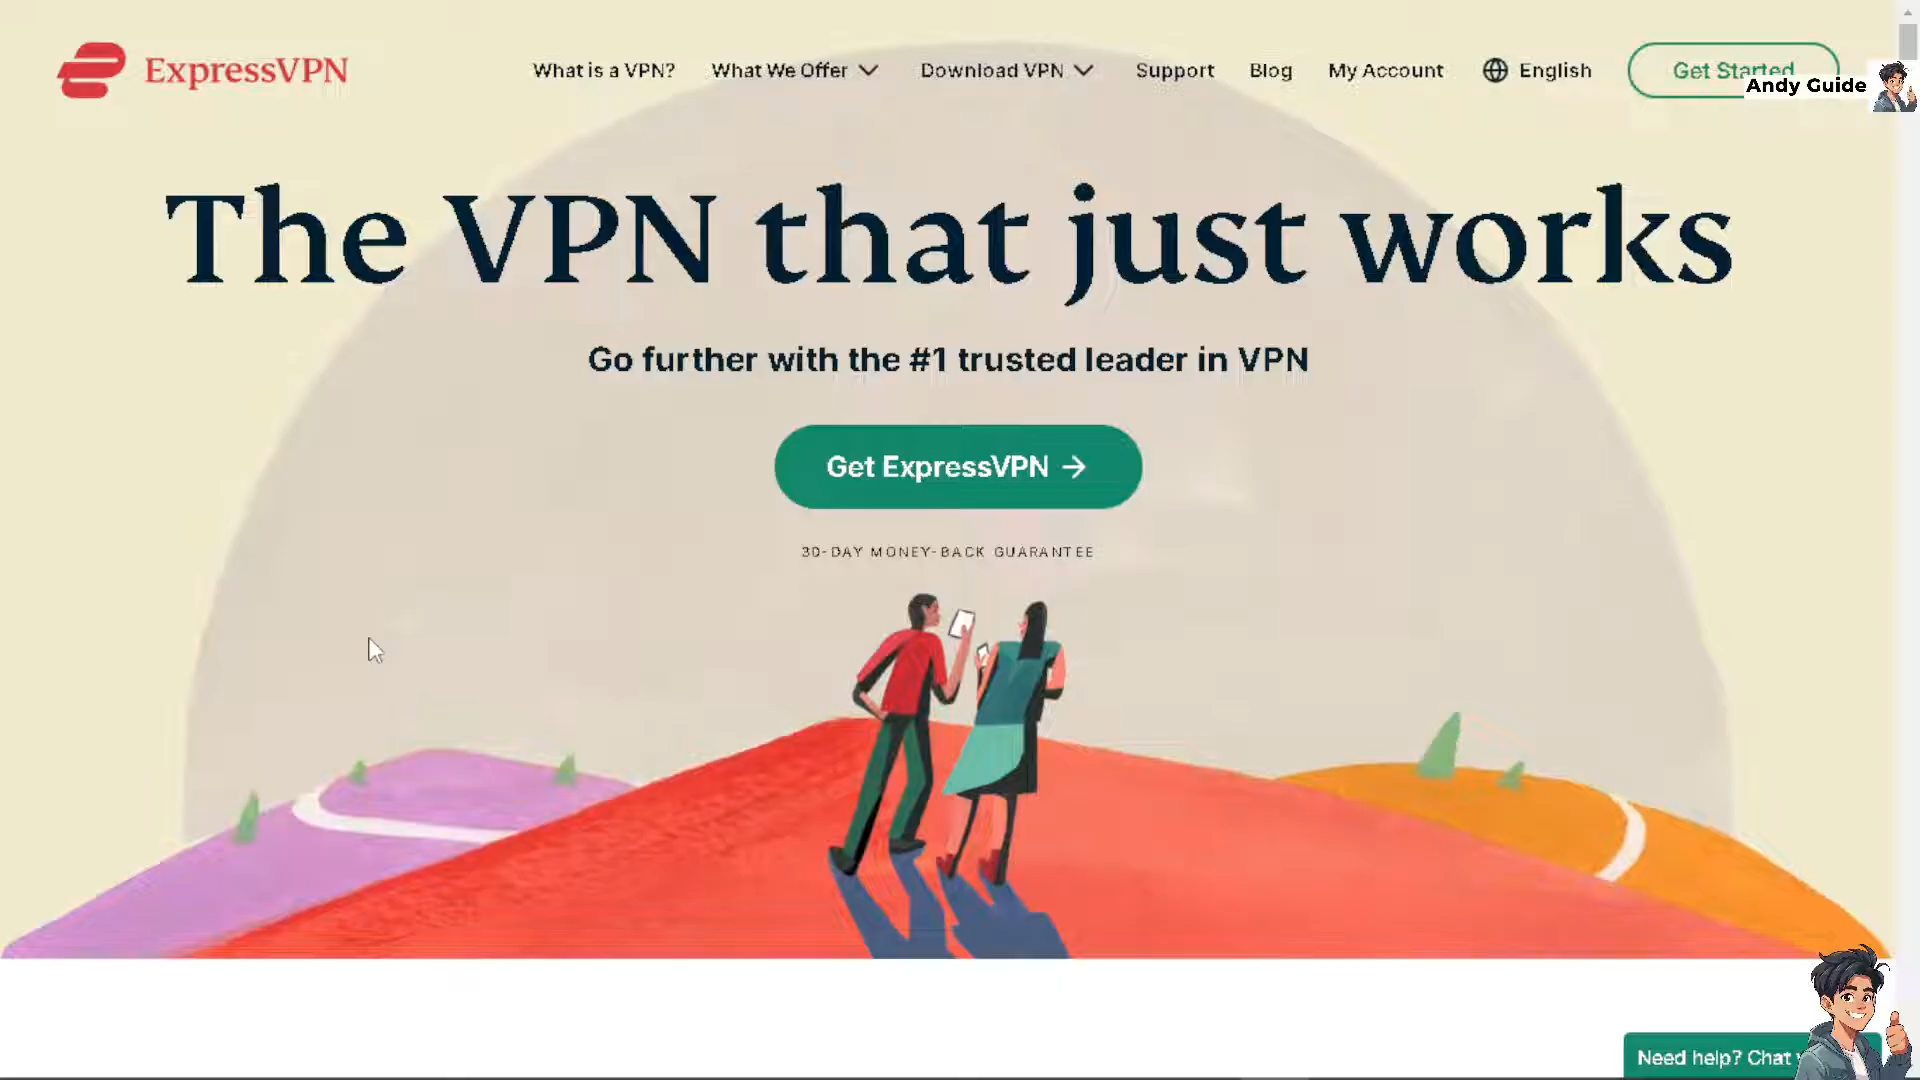 ExpressVPN
What is a VPN? What We Offer Download VPN Support Blog My Account English Get Started
Andy Guide
The VPN that just works
Go further with the #1 trusted leader in VPN
Get ExpressVPN →
30-DAY MONEY-BACK GUARANTEE
Need help? Chat